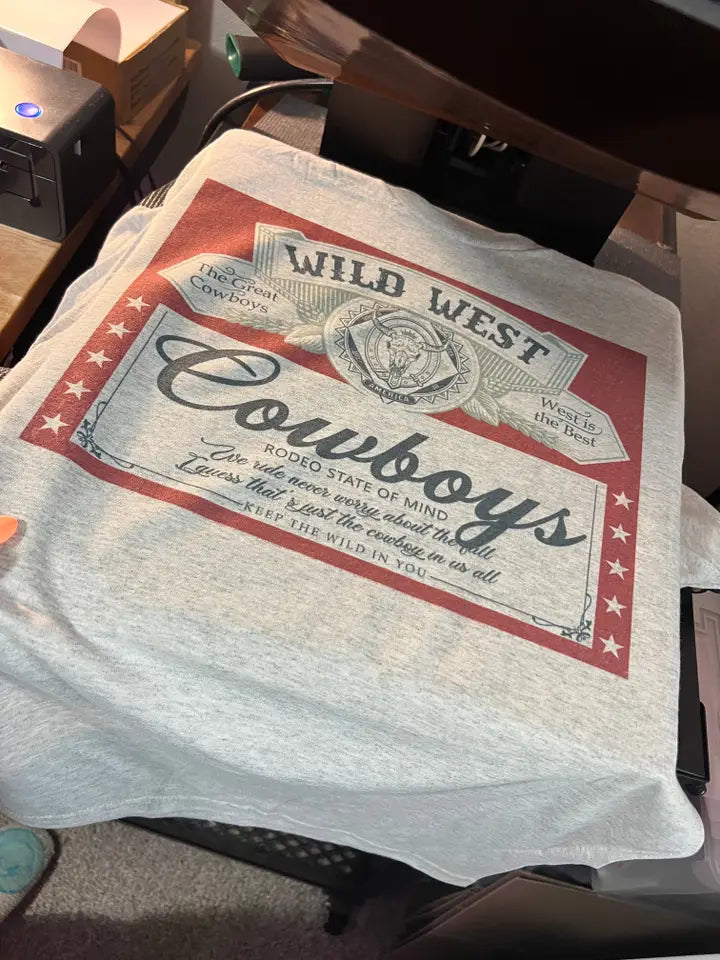 WILD WEST
The Great
Cowboys
AMERICA
West is
the Best
Cowboys
RODEO STATE OF MIND
We ride never worry about the fall
I guess that's just the cowboy in us all
KEEP THE WILD IN YOU